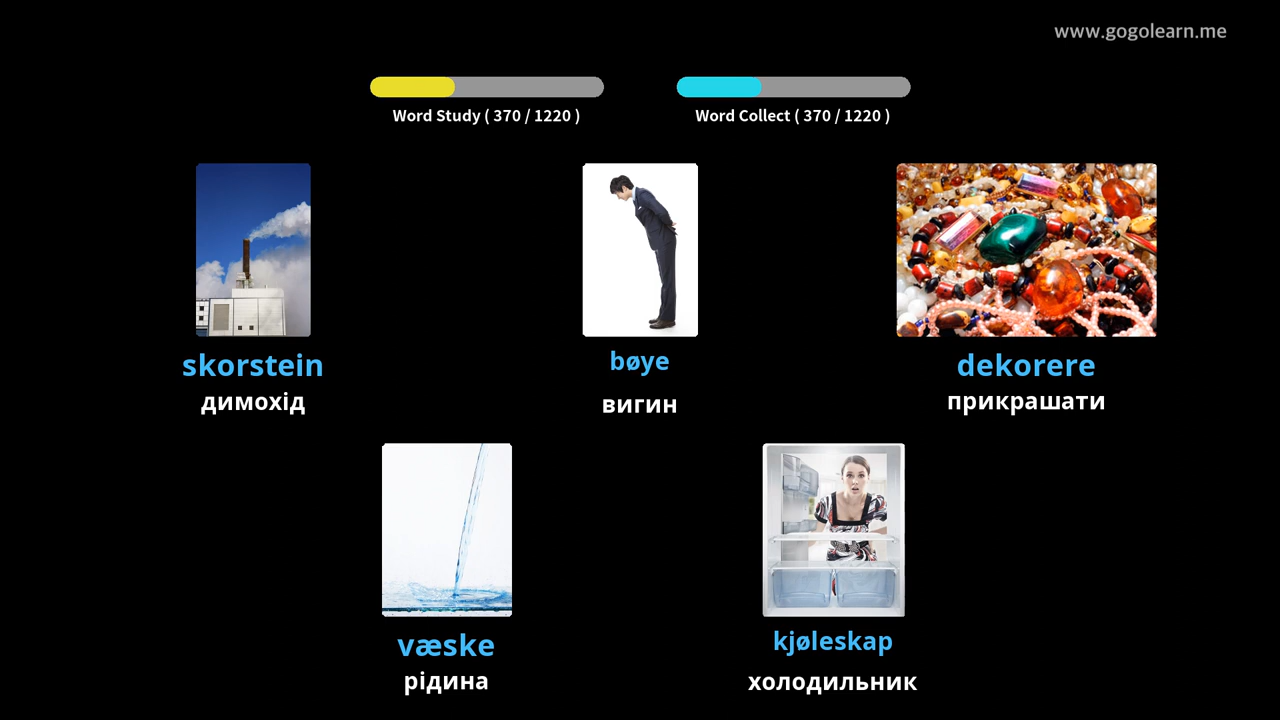 www.gogolearn.me
Word Study ( 370 / 1220 )
Word Collect ( 370 / 1220 )
skorstein
димохід
bøye
вигин
dekorere
прикрашати
væske
рідина
kjøleskap
холодильник